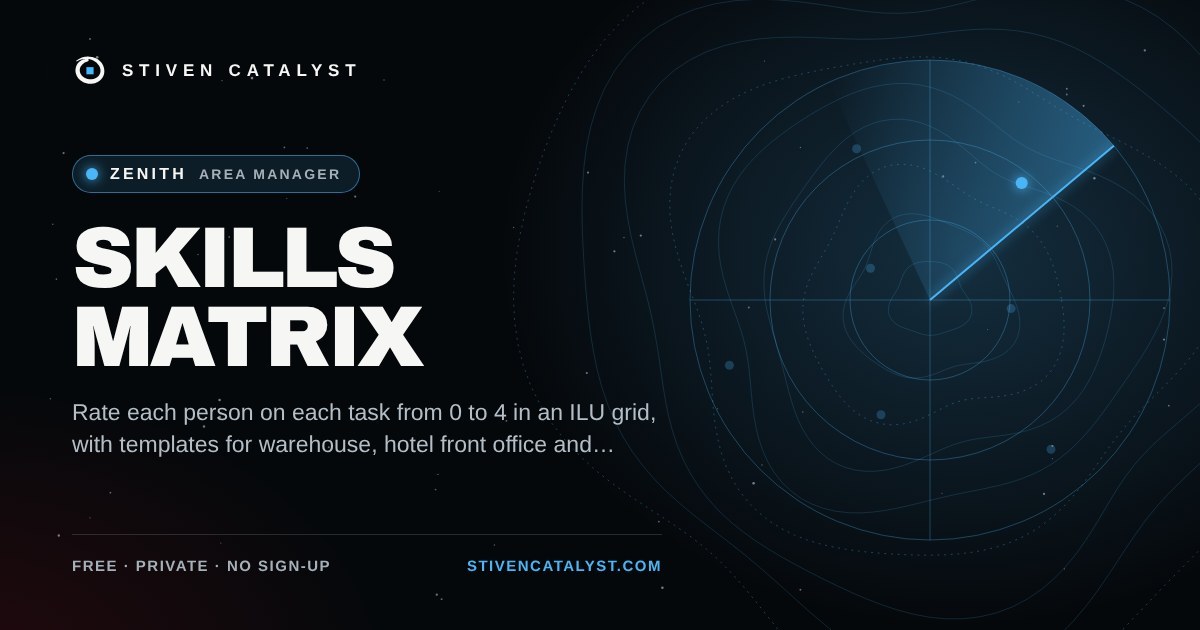 STIVEN CATALYST
ZENITH AREA MANAGER
SKILLS
MATRIX
Rate each person on each task from 0 to 4 in an ILU grid,
with templates for warehouse, hotel front office and…
FREE · PRIVATE · NO SIGN-UP
STIVENCATALYST.COM